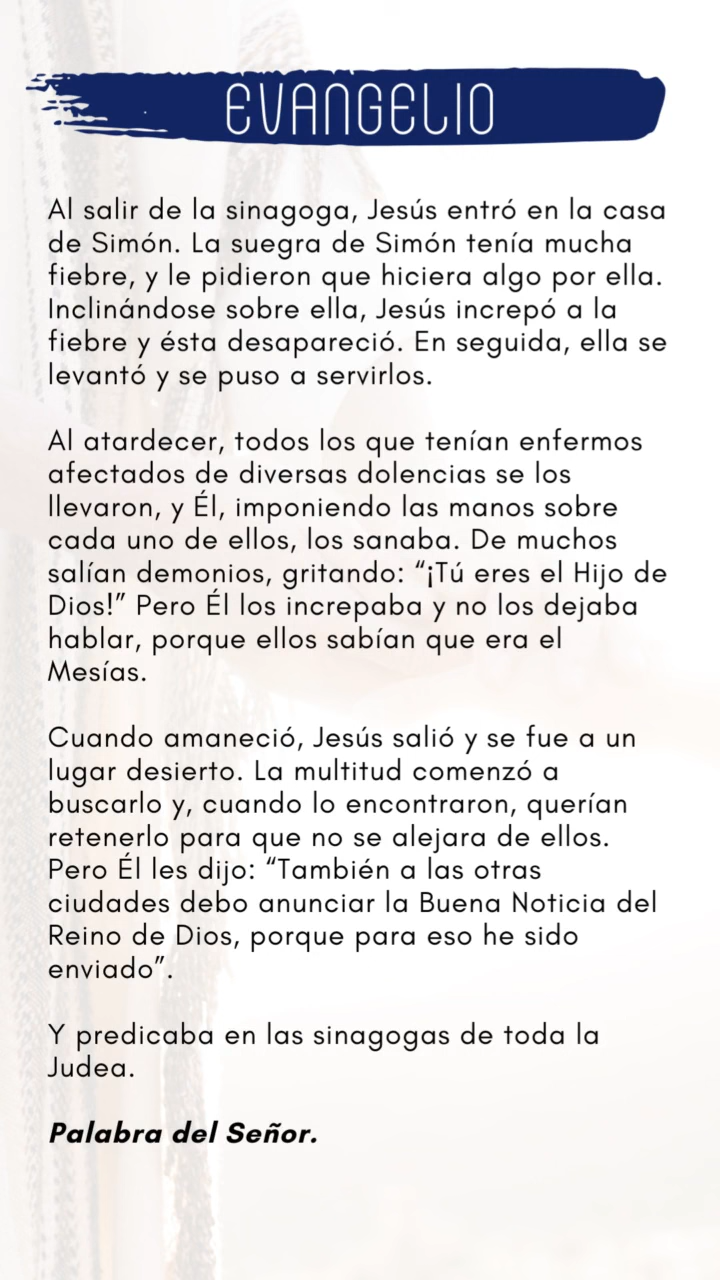 EVANGELIO
Al salir de la sinagoga, Jesús entró en la casa
de Simón. La suegra de Simón tenía mucha
fiebre, y le pidieron que hiciera algo por ella.
Inclinándose sobre ella, Jesús increpó a la
fiebre y ésta desapareció. En seguida, ella se
levantó y se puso a servirlos.
Al atardecer, todos los que tenían enfermos
afectados de diversas dolencias se los
llevaron, y Él, imponiendo las manos sobre
cada uno de ellos, los sanaba. De muchos
salían demonios, gritando: “¡Tú eres el Hijo de
Dios!” Pero Él los increpaba y no los dejaba
hablar, porque ellos sabían que era el
Mesías.
Cuando amaneció, Jesús salió y se fue a un
lugar desierto. La multitud comenzó a
buscarlo y, cuando lo encontraron, querían
retenerlo para que no se alejara de ellos.
Pero Él les dijo: “También a las otras
ciudades debo anunciar la Buena Noticia del
Reino de Dios, porque para eso he sido
enviado”.
Y predicaba en las sinagogas de toda la
Judea.
Palabra del Señor.